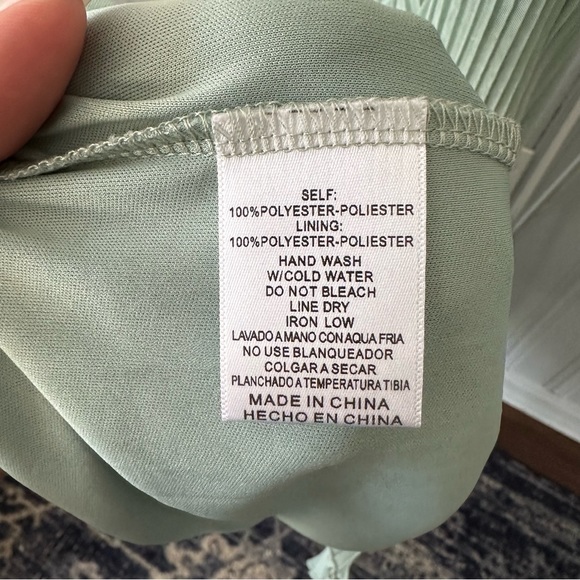 SELF:
100%POLYESTER-POLIESTER
LINING:
100%POLYESTER-POLIESTER
HAND WASH
W/COLD WATER
DO NOT BLEACH
LINE DRY
IRON LOW
LAVADO A MANO CON AQUA FRIA
NO USE BLANQUEADOR
COLGAR A SECAR
PLANCHADO A TEMPERATURA TIBIA
MADE IN CHINA
HECHO EN CHINA